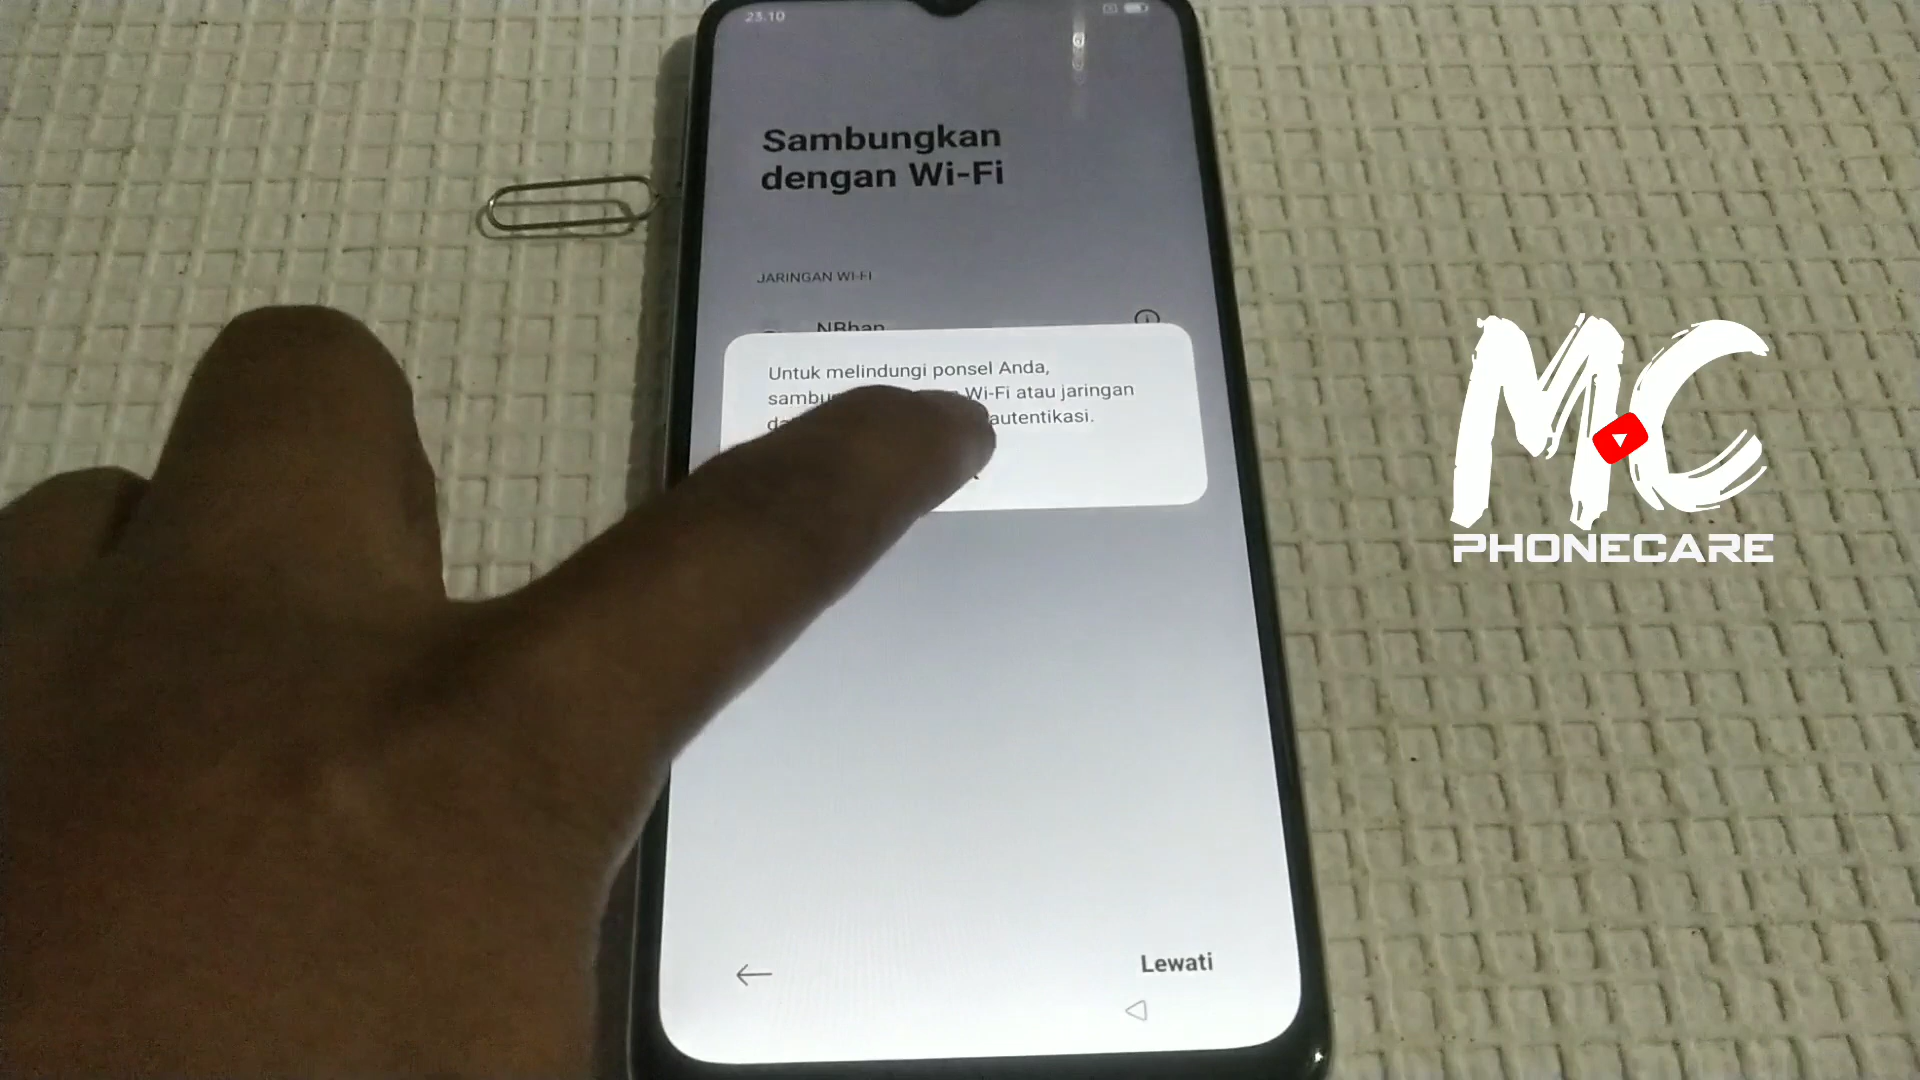 23.10
Sambungkan
dengan Wi-Fi
JARINGAN WI-FI
NBhan
Untuk melindungi ponsel Anda,
Wi-Fi atau jaringan
autentikasi.
Lewati
MC
PHONECARE